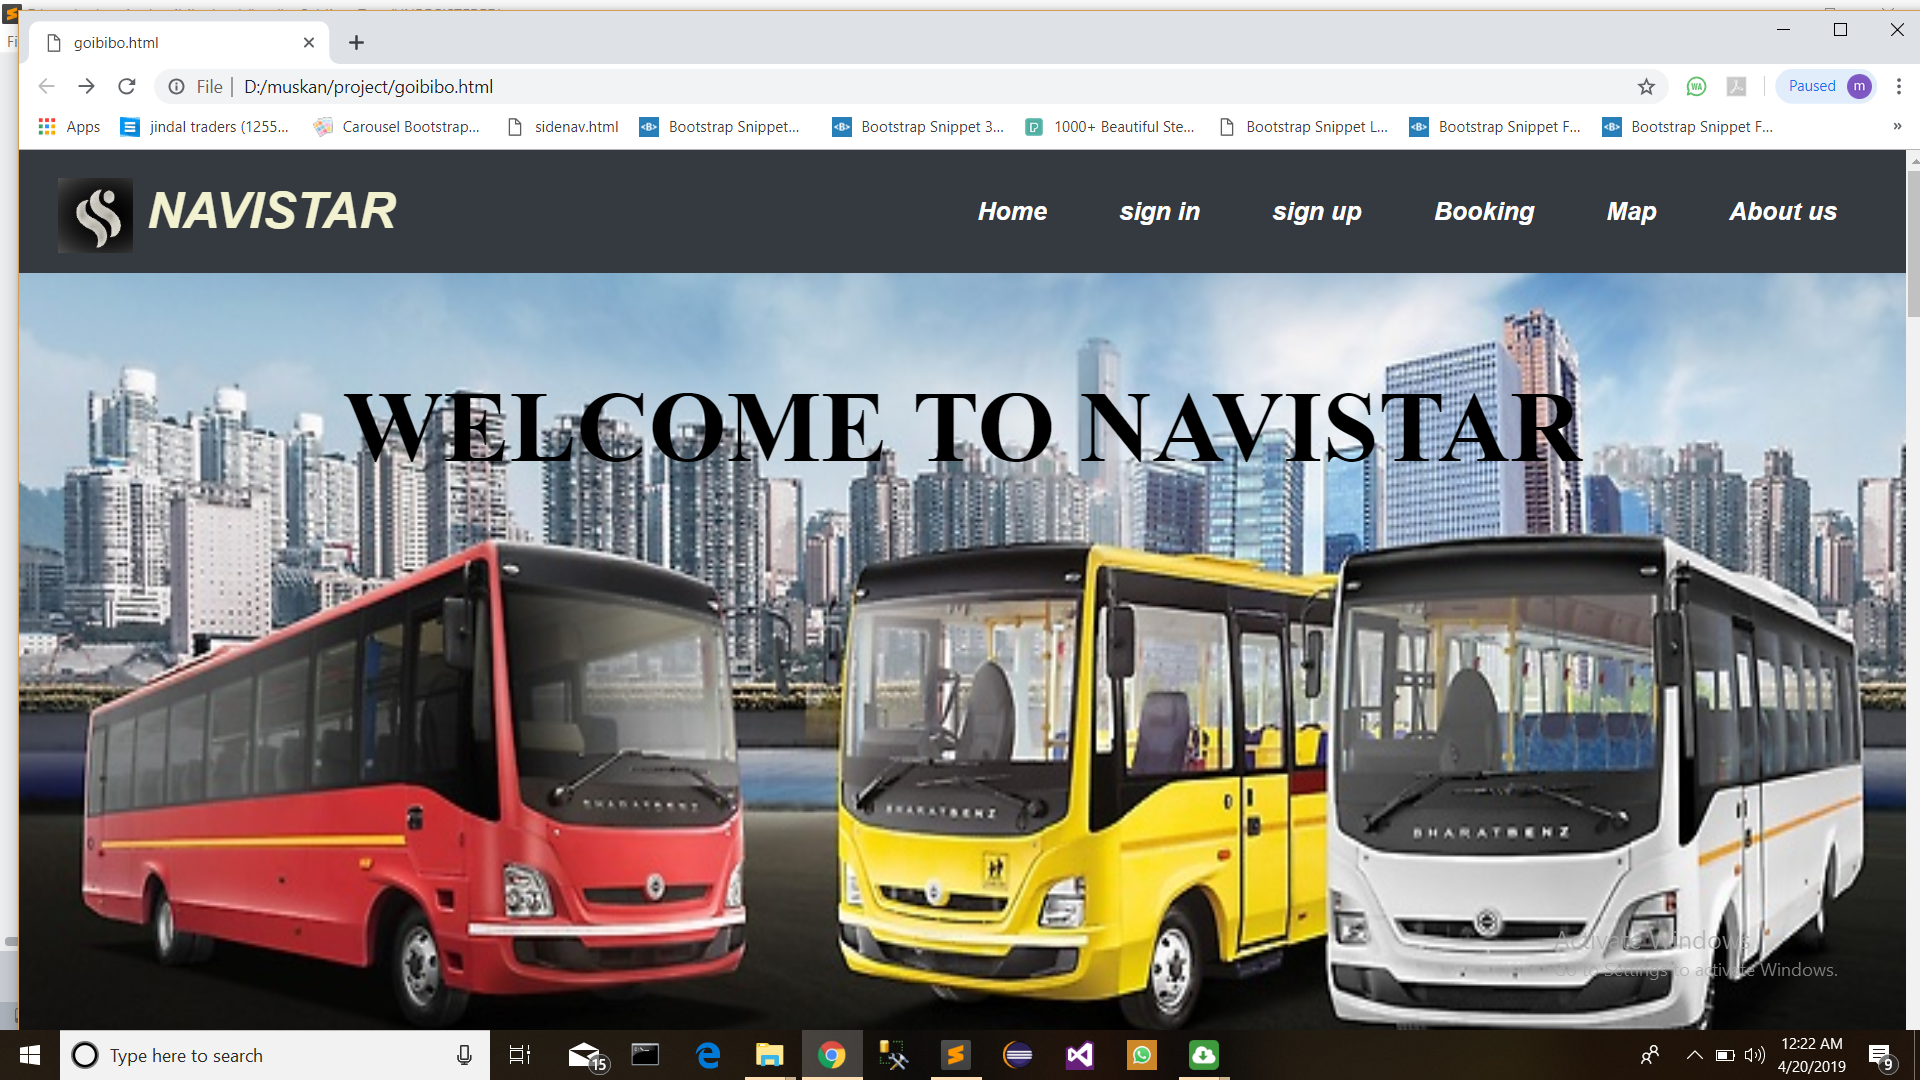 goibibo.html
Fi
File
D:/muskan/project/goibibo.html
Paused
m
Apps
jindal traders (1255...
Carousel Bootstrap...
sidenav.html
Bootstrap Snippet...
Bootstrap Snippet 3...
1000+ Beautiful Ste...
Bootstrap Snippet L...
Bootstrap Snippet F...
Bootstrap Snippet F...
NAVISTAR
Home
sign in
sign up
Booking
Map
About us
WELCOME TO NAVISTAR
BHARATBENZ
BHARATBENZ
BHARATBENZ
Activate Windows
Go to Settings to activate Windows.
Type here to search
15
12:22 AM
4/20/2019
9